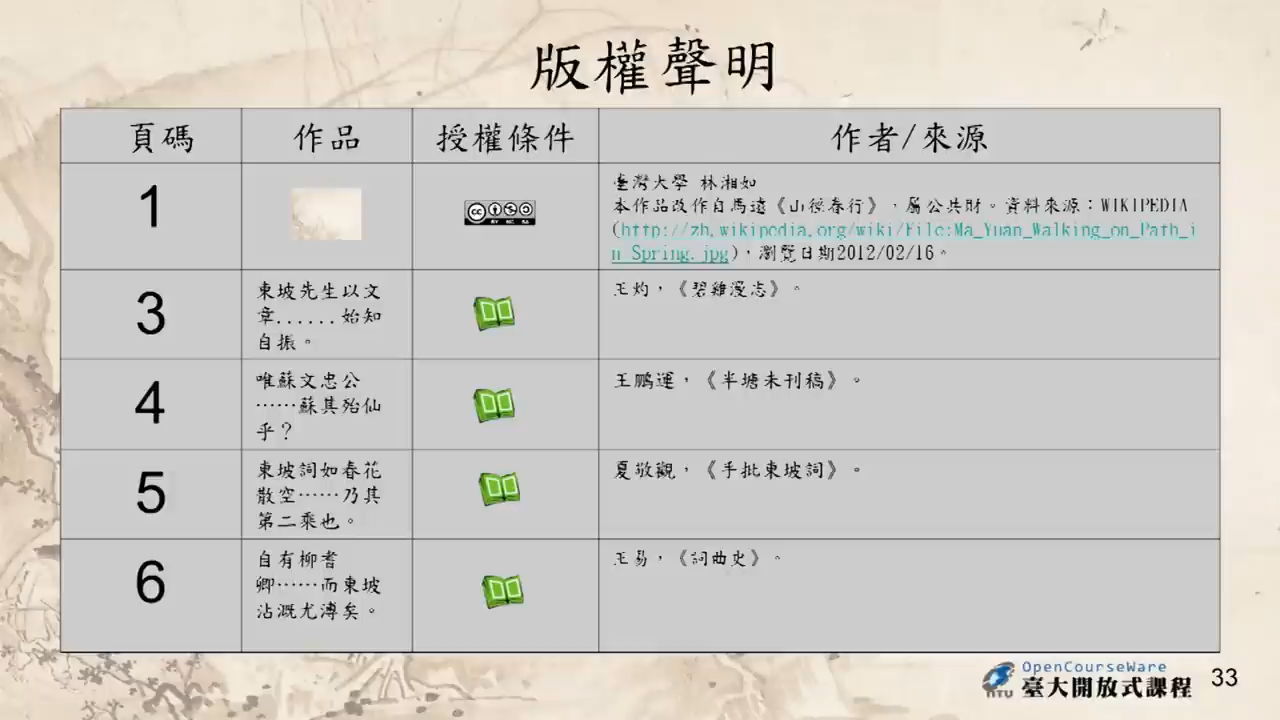 版權聲明
頁碼
作品
授權條件
作者/來源
1
cc
BY NC SA
臺灣大學 林湘如
本作品改作自馬遠《山徑春行》，屬公共財。資料來源：WIKIPEDIA
(http://zh.wikipedia.org/wiki/File:Ma_Yuan_Walking_on_Path_i
n_Spring.jpg)，瀏覽日期2012/02/16。
3
東坡先生以文
章......始知
自振。
王灼，《碧雞漫志》。
4
唯蘇文忠公
……蘇其殆仙
乎？
王鵬運，《半塘未刊稿》。
5
東坡詞如春花
散空……乃其
第二乘也。
夏敬觀，《手批東坡詞》。
6
自有柳耆
卿……而東坡
沾溉尤溥矣。
王易，《詞曲史》。
NTU
OpenCourseWare
臺大開放式課程
33